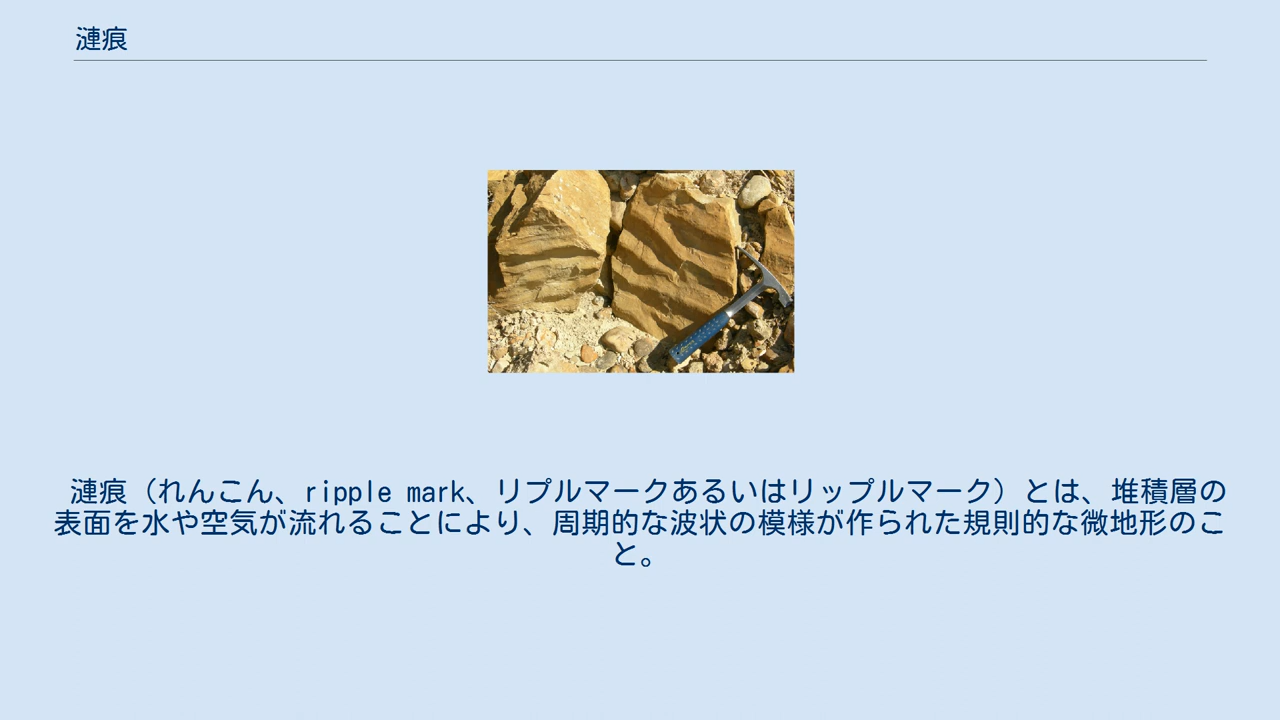 漣痕
漣痕（れんこん、ripple mark、リプルマークあるいはリップルマーク）とは、堆積層の
表面を水や空気が流れることにより、周期的な波状の模様が作られた規則的な微地形のこ
と。